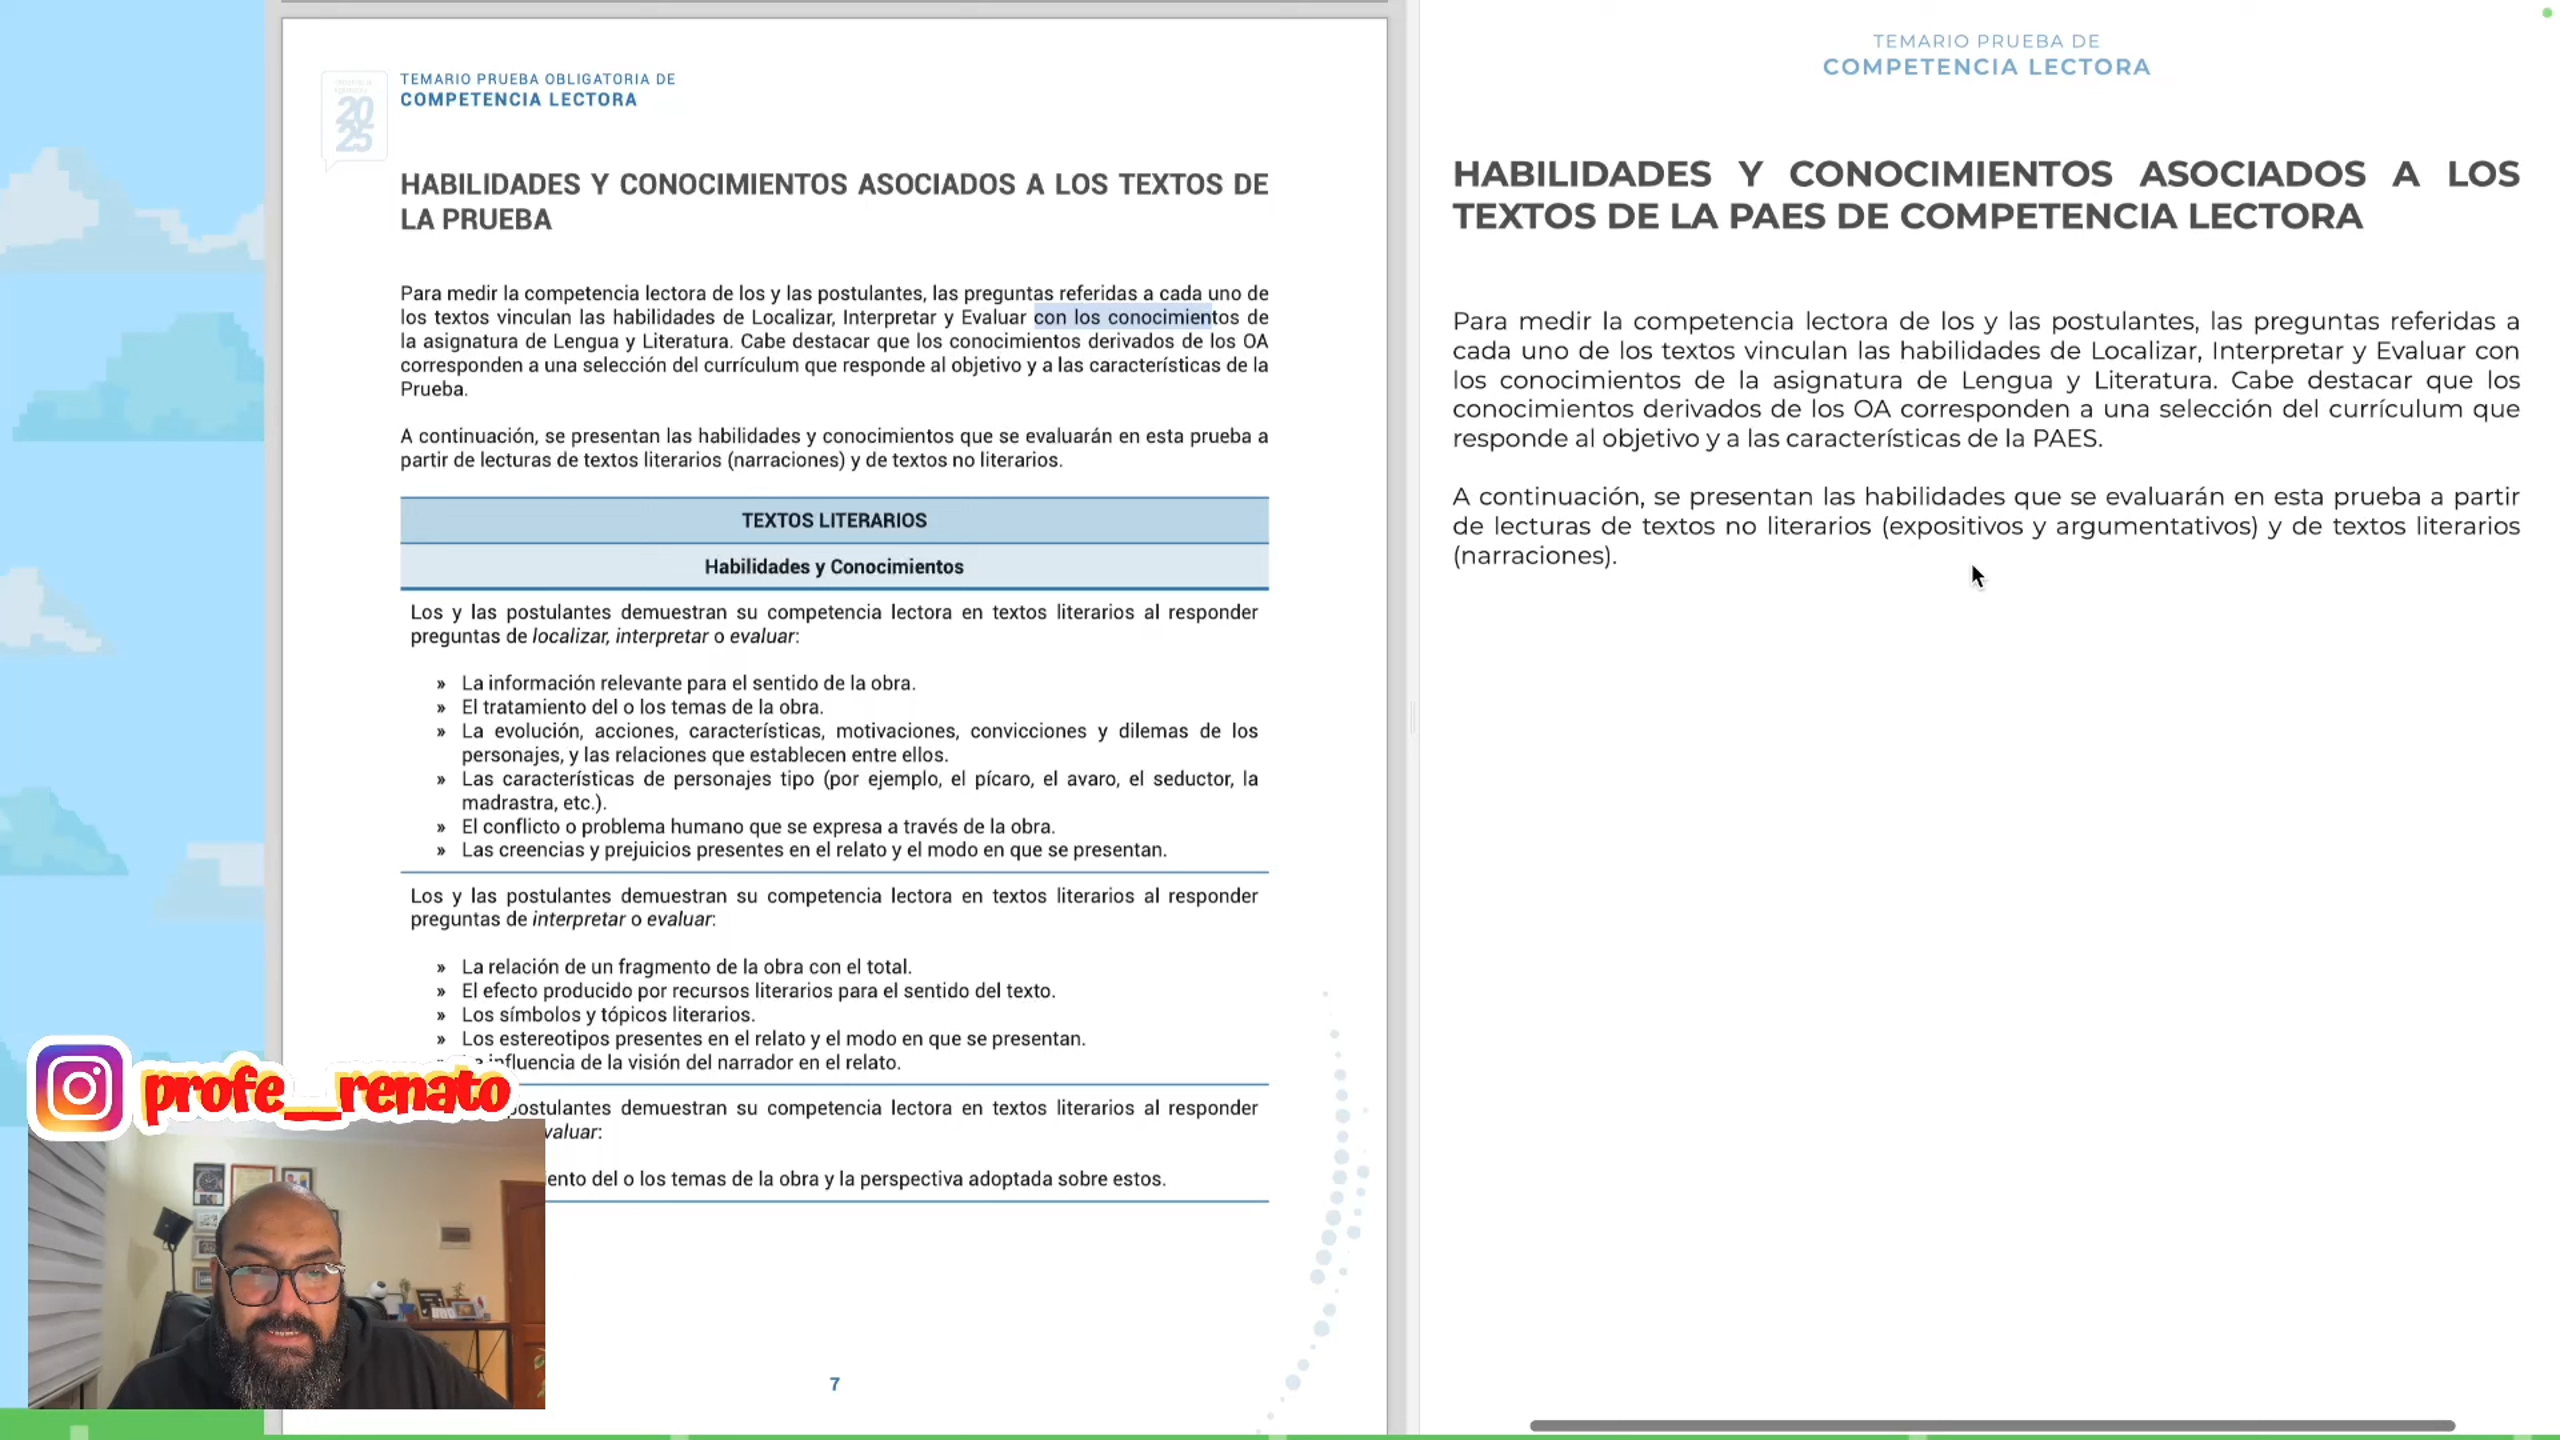 TEMARIO PRUEBA OBLIGATORIA DE
COMPETENCIA LECTORA
20
25
HABILIDADES Y CONOCIMIENTOS ASOCIADOS A LOS TEXTOS DE
LA PRUEBA
Para medir la competencia lectora de los y las postulantes, las preguntas referidas a cada uno de
los textos vinculan las habilidades de Localizar, Interpretar y Evaluar con los conocimientos de
la asignatura de Lengua y Literatura. Cabe destacar que los conocimientos derivados de los OA
corresponden a una selección del currículum que responde al objetivo y a las características de la
Prueba.
A continuación, se presentan las habilidades y conocimientos que se evaluarán en esta prueba a
partir de lecturas de textos literarios (narraciones) y de textos no literarios.
TEXTOS LITERARIOS
Habilidades y Conocimientos
Los y las postulantes demuestran su competencia lectora en textos literarios al responder
preguntas de localizar, interpretar o evaluar:
» La información relevante para el sentido de la obra.
» El tratamiento del o los temas de la obra.
» La evolución, acciones, características, motivaciones, convicciones y dilemas de los
personajes, y las relaciones que establecen entre ellos.
» Las características de personajes tipo (por ejemplo, el pícaro, el avaro, el seductor, la
madrastra, etc.).
» El conflicto o problema humano que se expresa a través de la obra.
» Las creencias y prejuicios presentes en el relato y el modo en que se presentan.
Los y las postulantes demuestran su competencia lectora en textos literarios al responder
preguntas de interpretar o evaluar:
» La relación de un fragmento de la obra con el total.
» El efecto producido por recursos literarios para el sentido del texto.
» Los símbolos y tópicos literarios.
» Los estereotipos presentes en el relato y el modo en que se presentan.
influencia de la visión del narrador en el relato.
postulantes demuestran su competencia lectora en textos literarios al responder
valuar:
ento del o los temas de la obra y la perspectiva adoptada sobre estos.
7
profe__renato
TEMARIO PRUEBA DE
COMPETENCIA LECTORA
HABILIDADES Y CONOCIMIENTOS ASOCIADOS A LOS
TEXTOS DE LA PAES DE COMPETENCIA LECTORA
Para medir la competencia lectora de los y las postulantes, las preguntas referidas a
cada uno de los textos vinculan las habilidades de Localizar, Interpretar y Evaluar con
los conocimientos de la asignatura de Lengua y Literatura. Cabe destacar que los
conocimientos derivados de los OA corresponden a una selección del currículum que
responde al objetivo y a las características de la PAES.
A continuación, se presentan las habilidades que se evaluarán en esta prueba a partir
de lecturas de textos no literarios (expositivos y argumentativos) y de textos literarios
(narraciones).